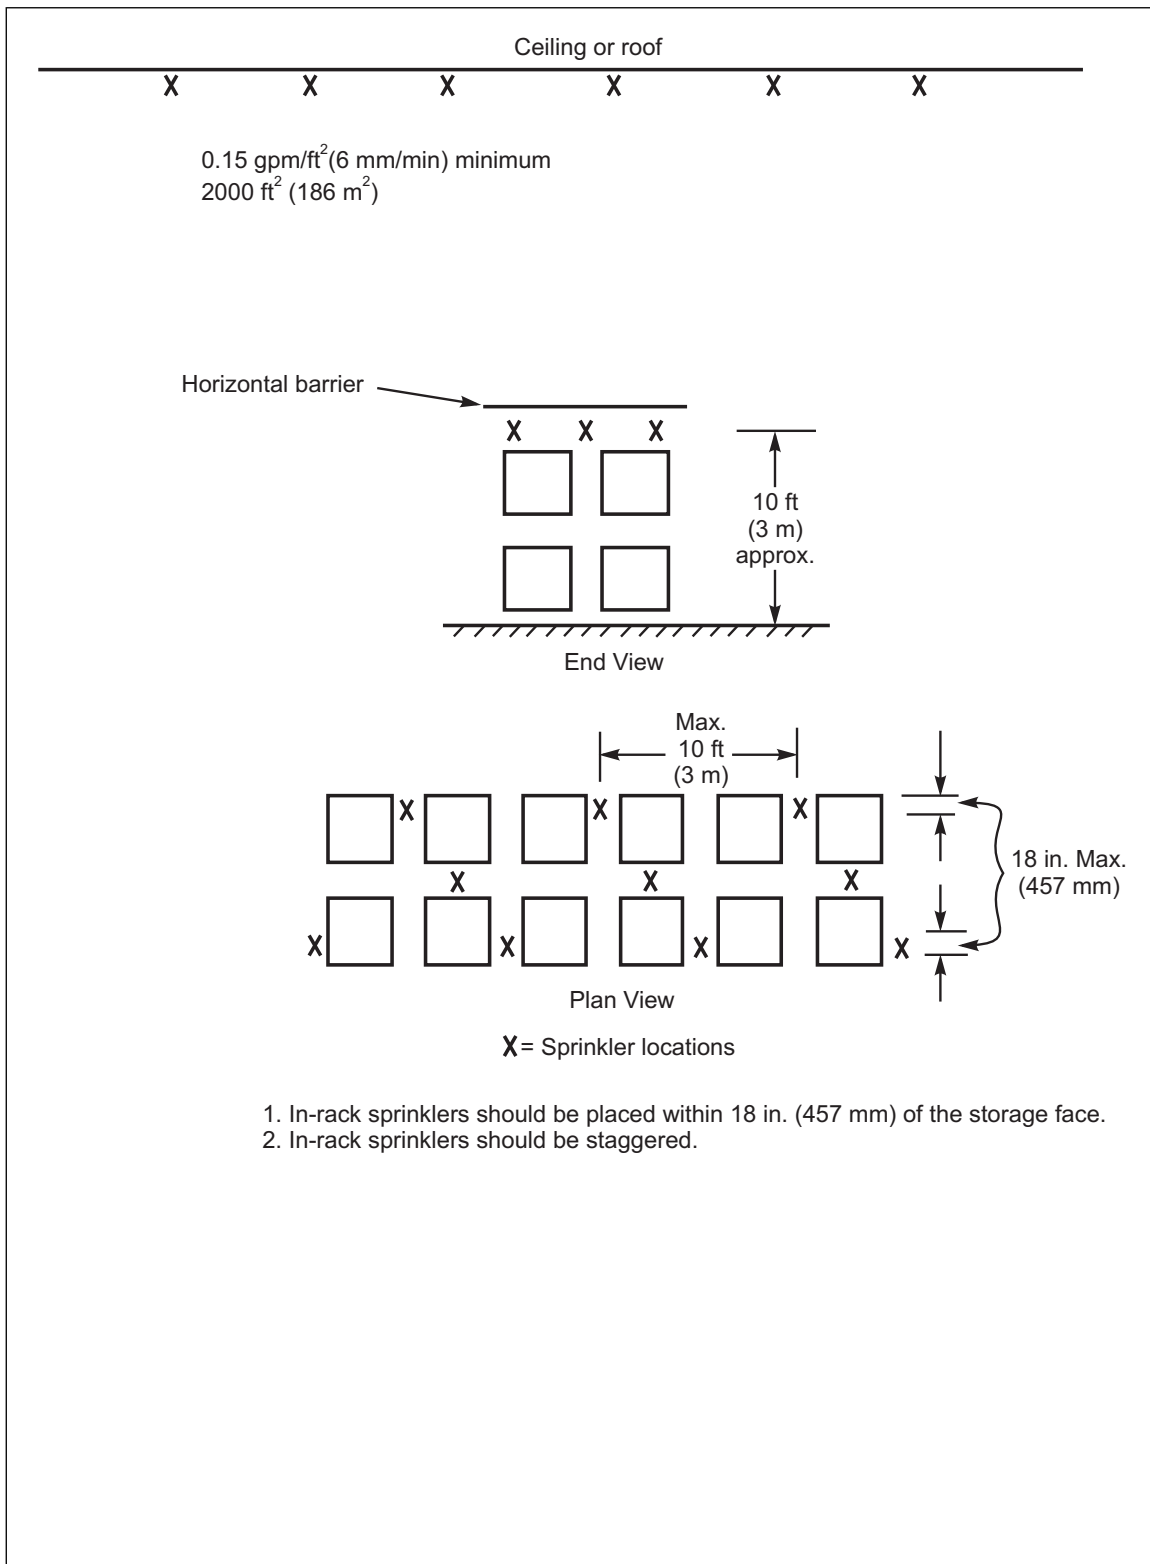 Ceiling or roof
0.15 gpm/ft²(6 mm/min) minimum
2000 ft² (186 m²)
Horizontal barrier
10 ft
(3 m)
approx.
End View
Max.
10 ft
(3 m)
18 in. Max.
(457 mm)
Plan View
X = Sprinkler locations
1. In-rack sprinklers should be placed within 18 in. (457 mm) of the storage face.
2. In-rack sprinklers should be staggered.